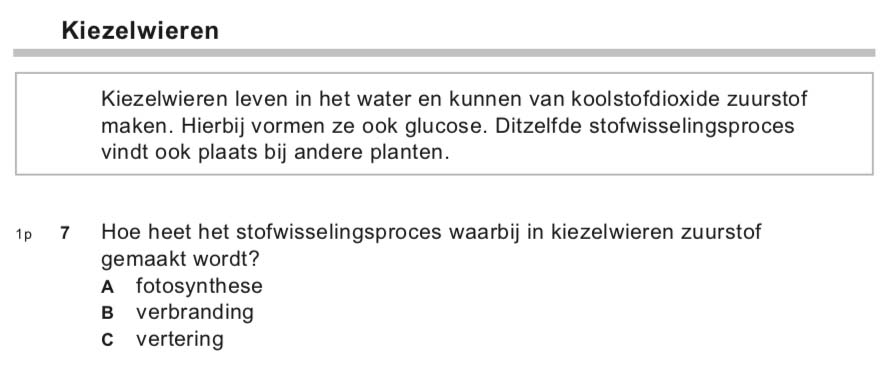 Kiezelwieren
Kiezelwieren leven in het water en kunnen van koolstofdioxide zuurstof
maken. Hierbij vormen ze ook glucose. Ditzelfde stofwisselingsproces
vindt ook plaats bij andere planten.
1p 7 Hoe heet het stofwisselingsproces waarbij in kiezelwieren zuurstof
gemaakt wordt?
A fotosynthese
B verbranding
C vertering